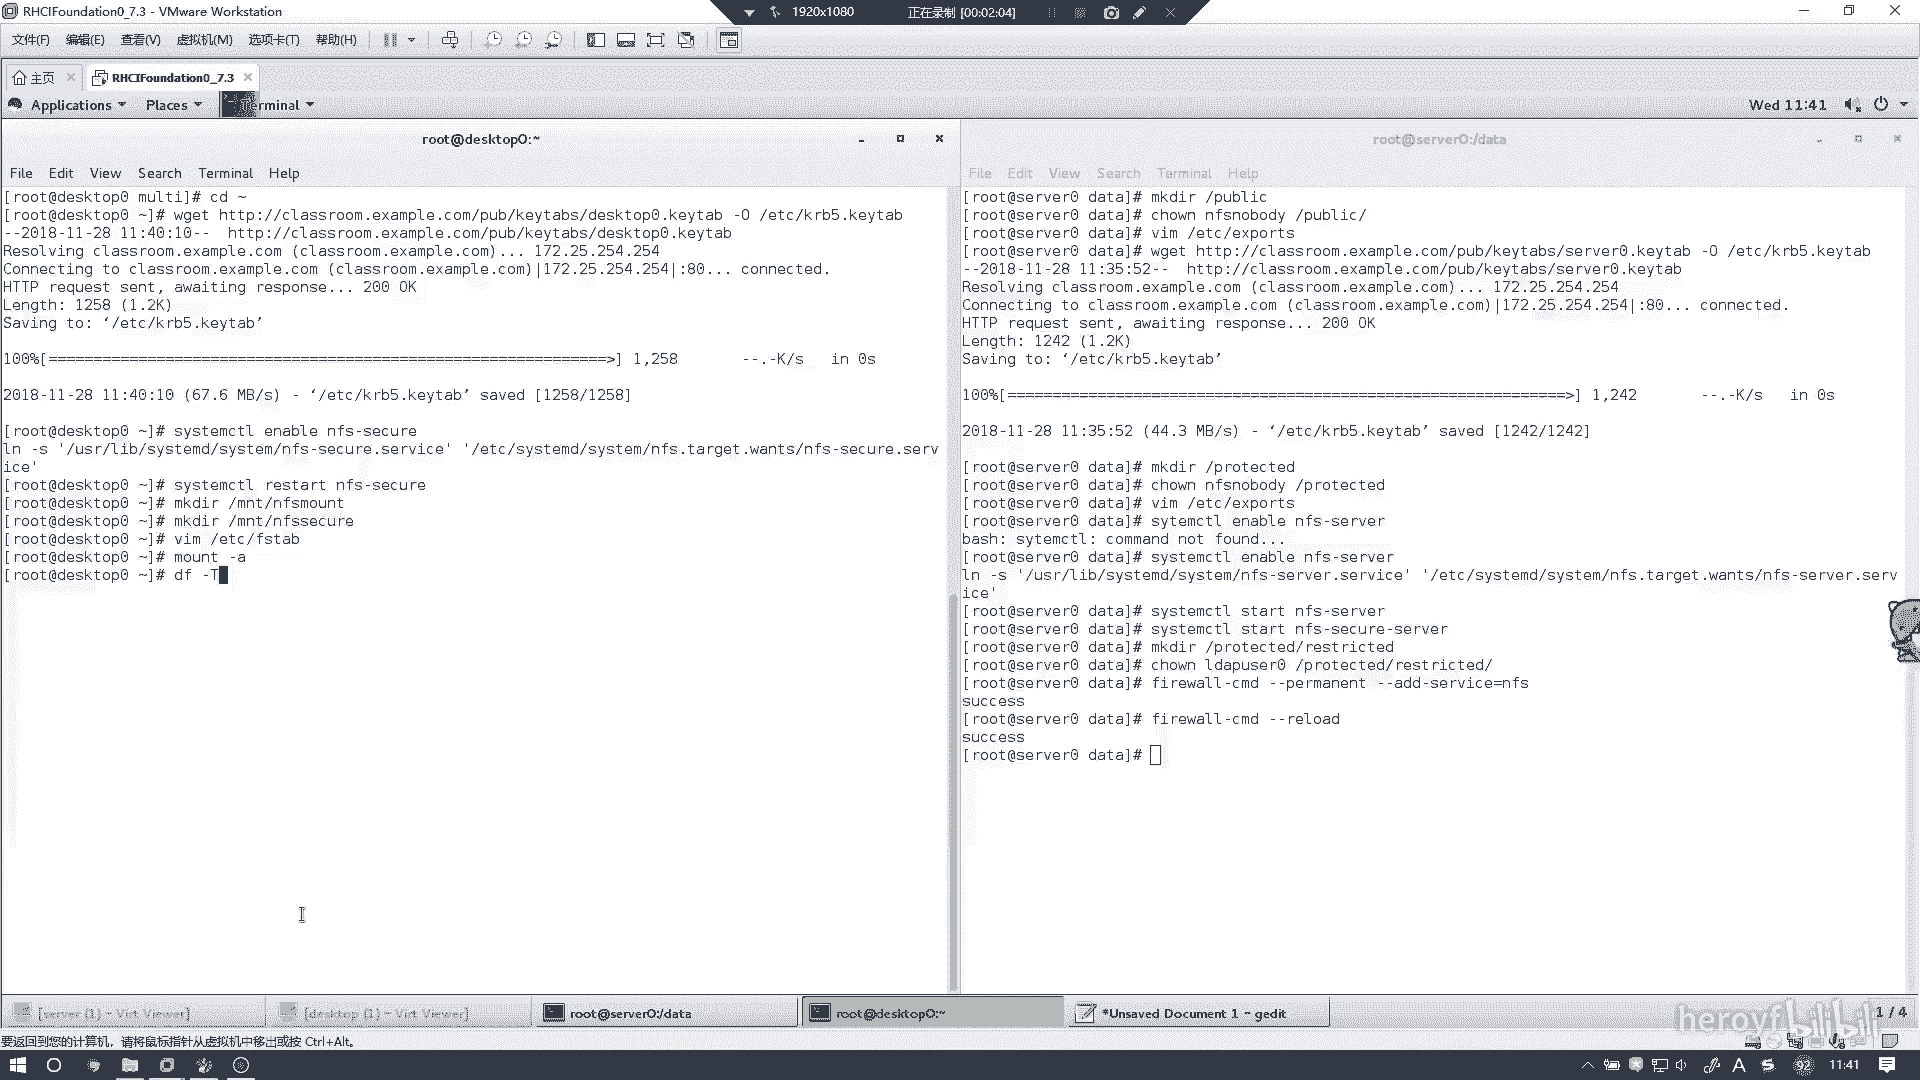 RHCIFoundation0_7.3 - VMware Workstation
1920x1080
正在录制 [00:02:04]
文件(F) 编辑(E) 查看(V) 虚拟机(M) 选项卡(T) 帮助(H)
主页
RHCIFoundation0_7.3
Applications Places Terminal
Wed 11:41
root@desktop0:~
File Edit View Search Terminal Help
[root@desktop0 multi]# cd ~
[root@desktop0 ~]# wget http://classroom.example.com/pub/keytabs/desktop0.keytab -O /etc/krb5.keytab
--2018-11-28 11:40:10--  http://classroom.example.com/pub/keytabs/desktop0.keytab
Resolving classroom.example.com (classroom.example.com)... 172.25.254.254
Connecting to classroom.example.com (classroom.example.com)|172.25.254.254|:80... connected.
HTTP request sent, awaiting response... 200 OK
Length: 1258 (1.2K)
Saving to: ‘/etc/krb5.keytab’
100%[==============================================================>] 1,258       --.-K/s   in 0s
2018-11-28 11:40:10 (67.6 MB/s) - ‘/etc/krb5.keytab’ saved [1258/1258]
[root@desktop0 ~]# systemctl enable nfs-secure
ln -s '/usr/lib/systemd/system/nfs-secure.service' '/etc/systemd/system/nfs.target.wants/nfs-secure.serv
ice'
[root@desktop0 ~]# systemctl restart nfs-secure
[root@desktop0 ~]# mkdir /mnt/nfsmount
[root@desktop0 ~]# mkdir /mnt/nfssecure
[root@desktop0 ~]# vim /etc/fstab
[root@desktop0 ~]# mount -a
[root@desktop0 ~]# df -T
root@server0:/data
File Edit View Search Terminal Help
[root@server0 data]# mkdir /public
[root@server0 data]# chown nfsnobody /public/
[root@server0 data]# vim /etc/exports
[root@server0 data]# wget http://classroom.example.com/pub/keytabs/server0.keytab -O /etc/krb5.keytab
--2018-11-28 11:35:52--  http://classroom.example.com/pub/keytabs/server0.keytab
Resolving classroom.example.com (classroom.example.com)... 172.25.254.254
Connecting to classroom.example.com (classroom.example.com)|172.25.254.254|:80... connected.
HTTP request sent, awaiting response... 200 OK
Length: 1242 (1.2K)
Saving to: ‘/etc/krb5.keytab’
100%[==============================================================>] 1,242       --.-K/s   in 0s
2018-11-28 11:35:52 (44.3 MB/s) - ‘/etc/krb5.keytab’ saved [1242/1242]
[root@server0 data]# mkdir /protected
[root@server0 data]# chown nfsnobody /protected
[root@server0 data]# vim /etc/exports
[root@server0 data]# sytemctl enable nfs-server
bash: sytemctl: command not found...
[root@server0 data]# systemctl enable nfs-server
ln -s '/usr/lib/systemd/system/nfs-server.service' '/etc/systemd/system/nfs.target.wants/nfs-server.serv
ice'
[root@server0 data]# systemctl start nfs-server
[root@server0 data]# systemctl start nfs-secure-server
[root@server0 data]# mkdir /protected/restricted
[root@server0 data]# chown ldapuser0 /protected/restricted/
[root@server0 data]# firewall-cmd --permanent --add-service=nfs
success
[root@server0 data]# firewall-cmd --reload
success
[root@server0 data]#
[server (1) - Virt Viewer]
[desktop (1) - Virt Viewer]
root@server0:/data
root@desktop0:~
*Unsaved Document 1 - gedit
heroyf bilibili
1 / 4
要返回到您的计算机，请将鼠标指针从虚拟机中移出或按 Ctrl+Alt。
A
92
11:41